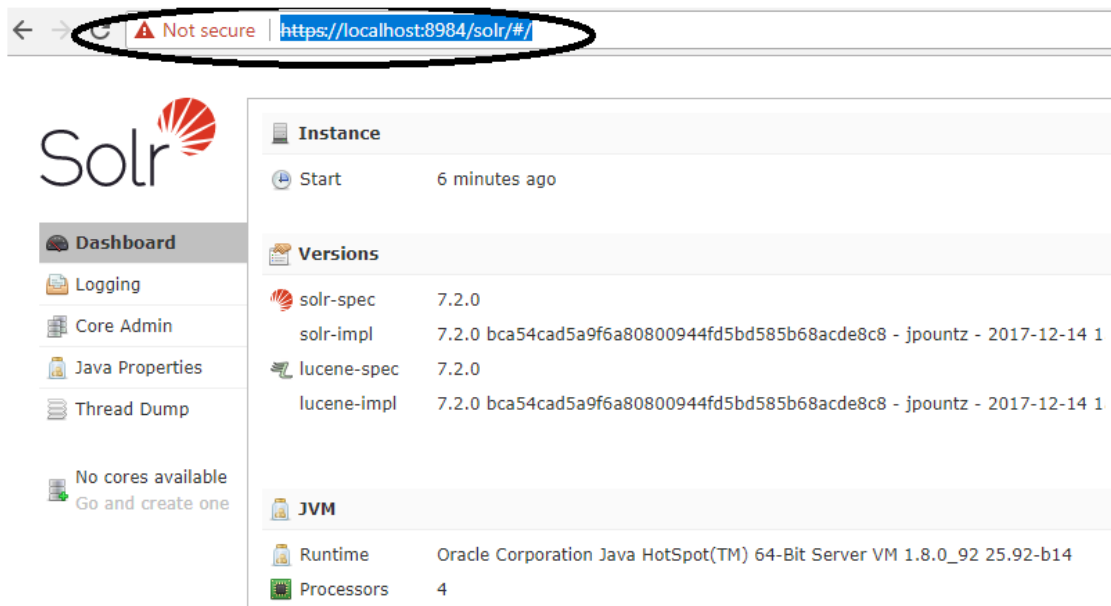 Not secure | https://localhost:8984/solr/#/
Solr
Dashboard
Logging
Core Admin
Java Properties
Thread Dump
No cores available
Go and create one
Instance
Start 6 minutes ago
Versions
solr-spec 7.2.0
solr-impl 7.2.0 bca54cad5a9f6a80800944fd5bd585b68acde8c8 - jpountz - 2017-12-14 1
lucene-spec 7.2.0
lucene-impl 7.2.0 bca54cad5a9f6a80800944fd5bd585b68acde8c8 - jpountz - 2017-12-14 1
JVM
Runtime Oracle Corporation Java HotSpot(TM) 64-Bit Server VM 1.8.0_92 25.92-b14
Processors 4